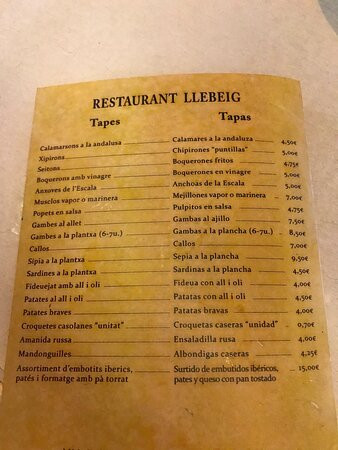 RESTAURANT LLEBEIG
Tapes Tapas
Calamarsons a la andalusa Calamares a la andaluza 4,50€
Xipirons Chipirones "puntillas" 5,00€
Seitons Boquerones fritos 4,75€
Boquerons amb vinagre Boquerones en vinagre 5,00€
Anxoves de l'Escala Anchoas de la Escala 5,00€
Musclos vapor o marinera Mejillones vapor o marinera 7,00€
Popets en salsa Pulpitos en salsa 4,75€
Gambes al allet Gambas al ajillo 7,50€
Gambes a la plantxa (6-7u.) Gambas a la plancha (6-7u.) 8,50€
Callos Callos 7,00€
Sepia a la plantxa Sepia a la plancha 9,50€
Sardines a la plantxa Sardinas a la plancha 4,50€
Fideuejat amb all i oli Fideua con all i oli 4,00€
Patates al all i oli Patatas con all i oli 4,50€
Patates braves Patatas bravas 4,00€
Croquetes casolanes "unitat" Croquetas caseras "unidad" 0,70€
Amanida russa Ensaladilla rusa 4,00€
Mandonguilles Albondigas caseras 4,25€
Assortiment d'embotits iberics, Surtido de embutidos ibéricos, 15,00€
patés i formatge amb pà torrat pates y queso con pan tostado